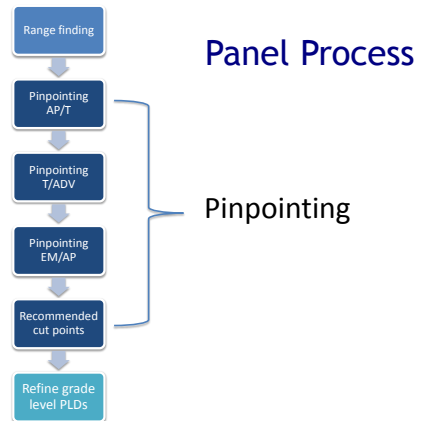 Panel Process
Range finding
Pinpointing
AP/T
Pinpointing
T/ADV
Pinpointing
Pinpointing
EM/AP
Recommended
cut points
Refine grade
level PLDs